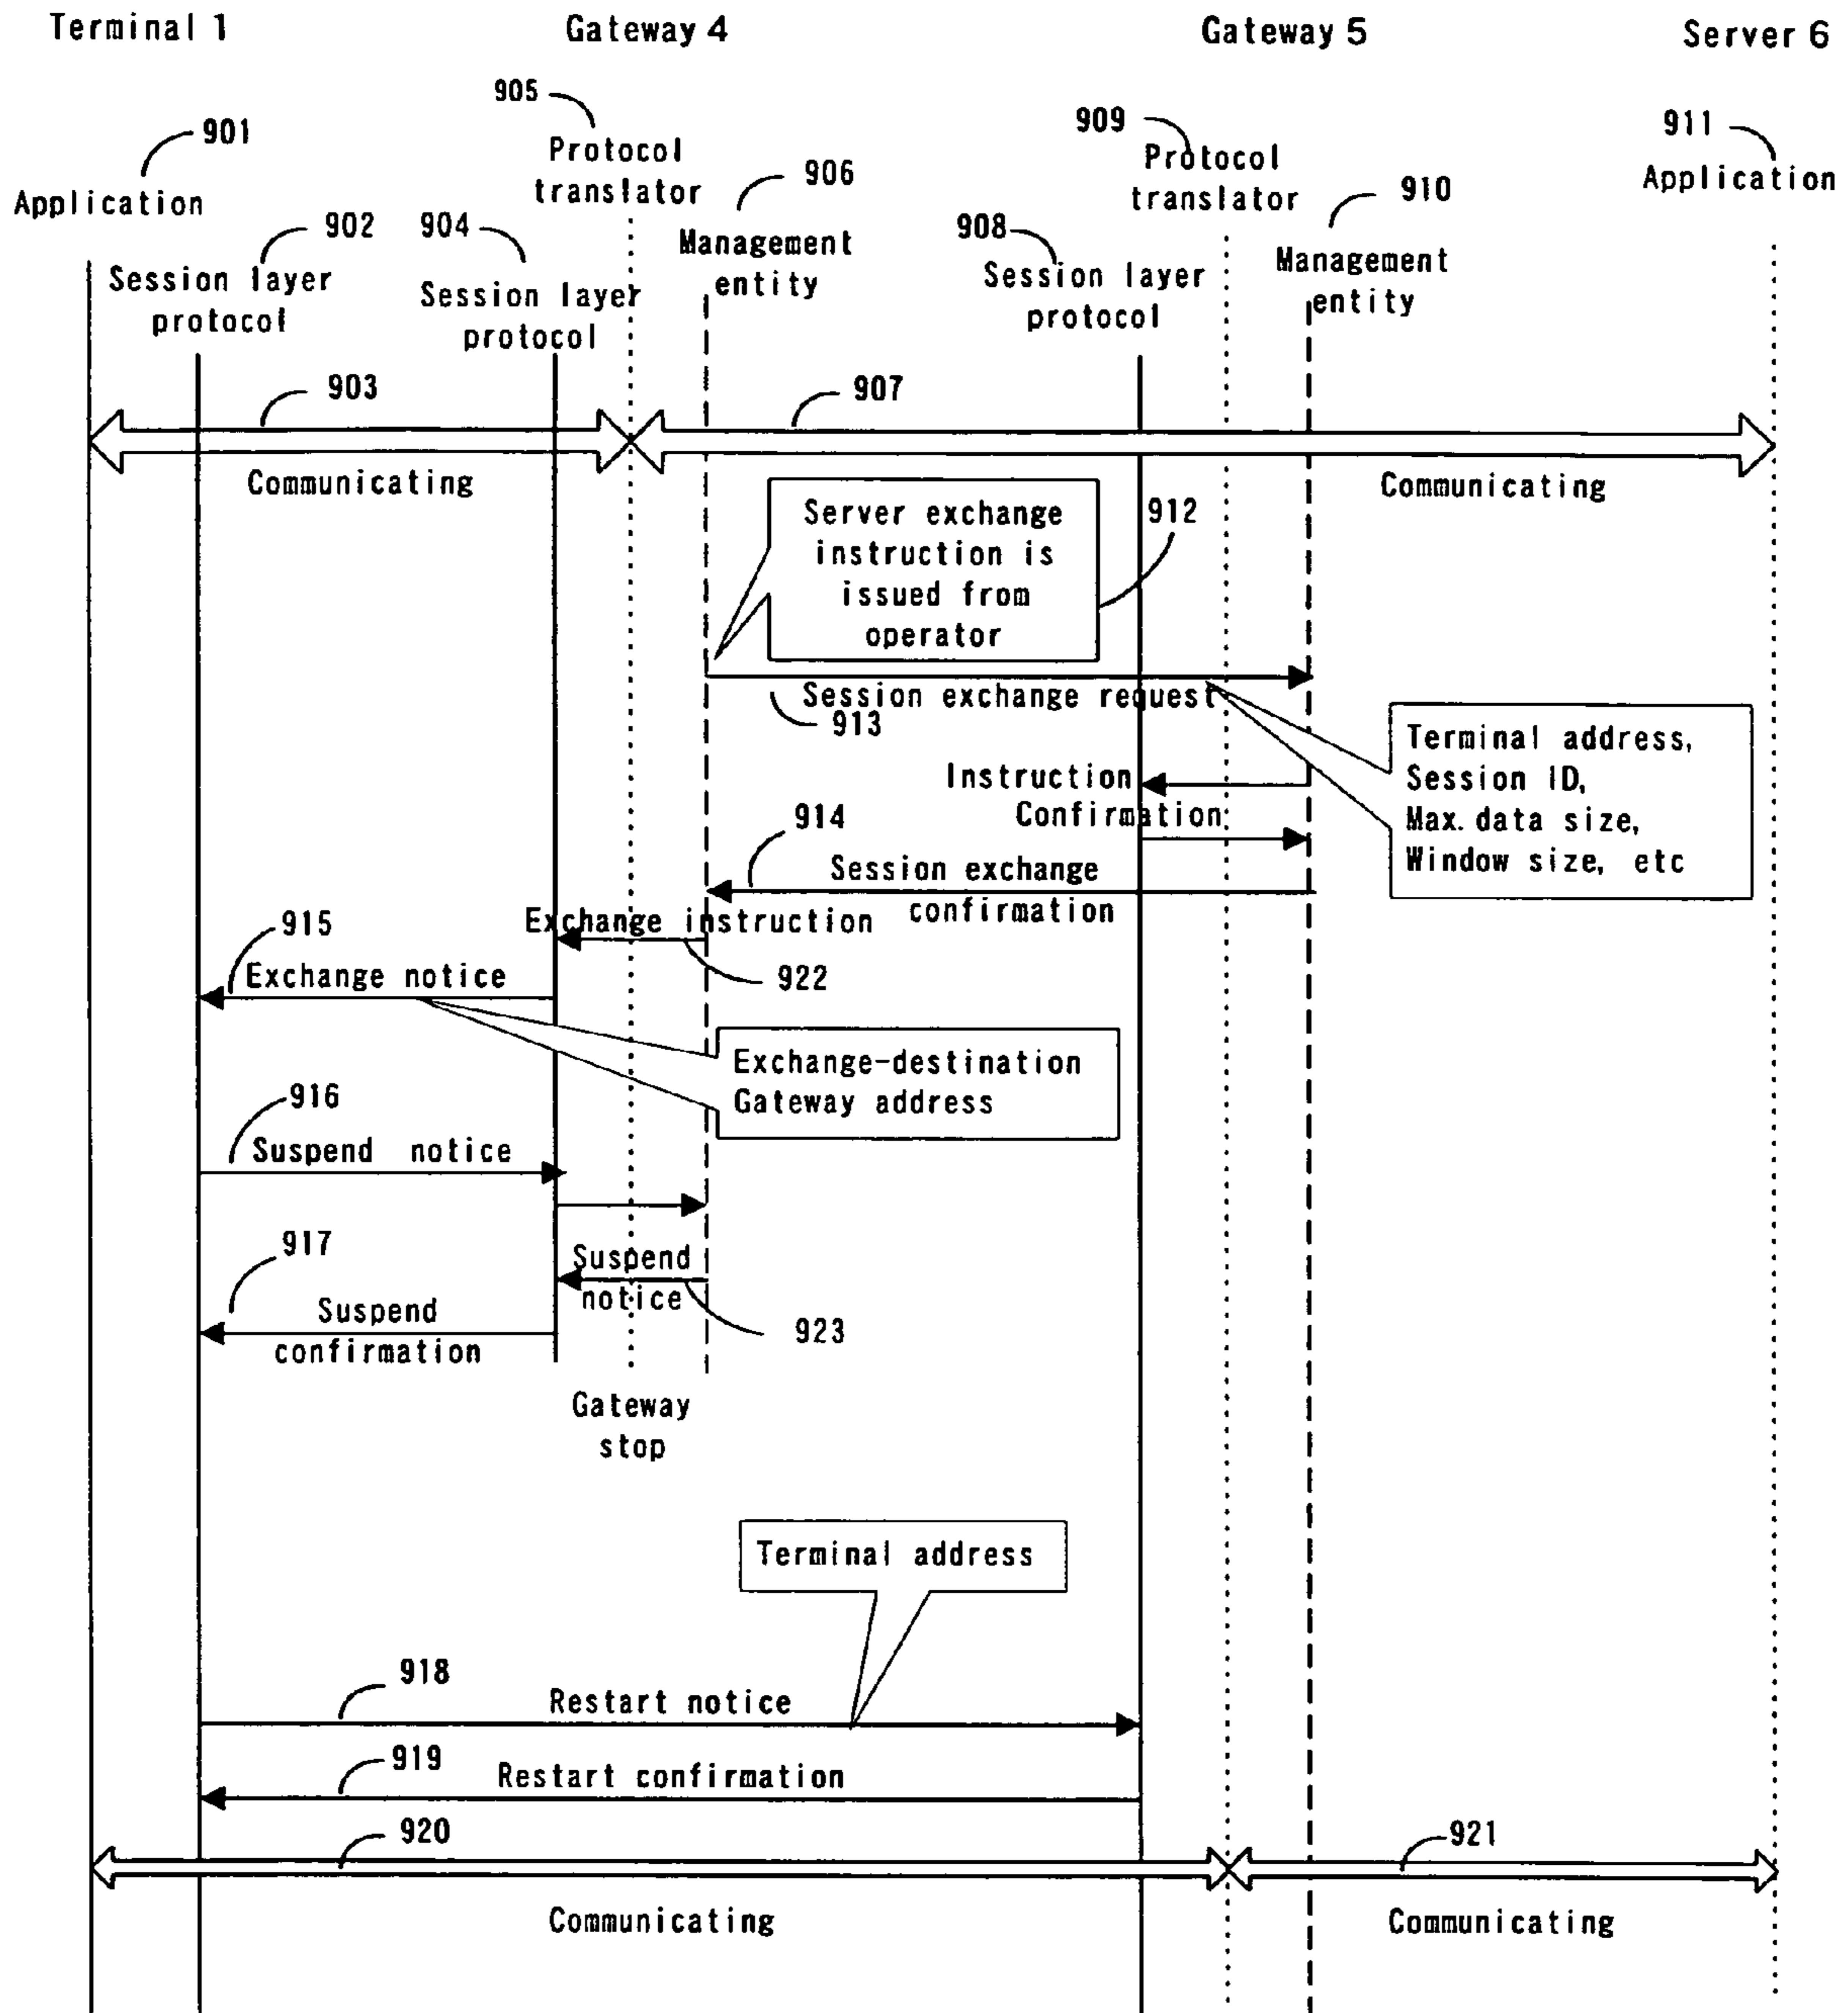 Terminal 1
Gateway 4
Gateway 5
Server 6
905
909
911
901
Protocol
translator
906
Protocol
translator
910
Application
Application
902
904
Management
entity
908
Management
entity
Session layer
protocol
Session layer
protocol
Session layer
protocol
903
907
Communicating
Communicating
Server exchange
instruction is
issued from
operator
912
Session exchange request
913
Terminal address,
Session ID,
Max. data size,
Window size, etc
Instruction
Confirmation
914
Session exchange
confirmation
915
Exchange instruction
922
Exchange notice
Exchange-destination
Gateway address
916
Suspend notice
917
Suspend
notice
923
Suspend
confirmation
Gateway
stop
Terminal address
918
Restart notice
919
Restart confirmation
920
921
Communicating
Communicating